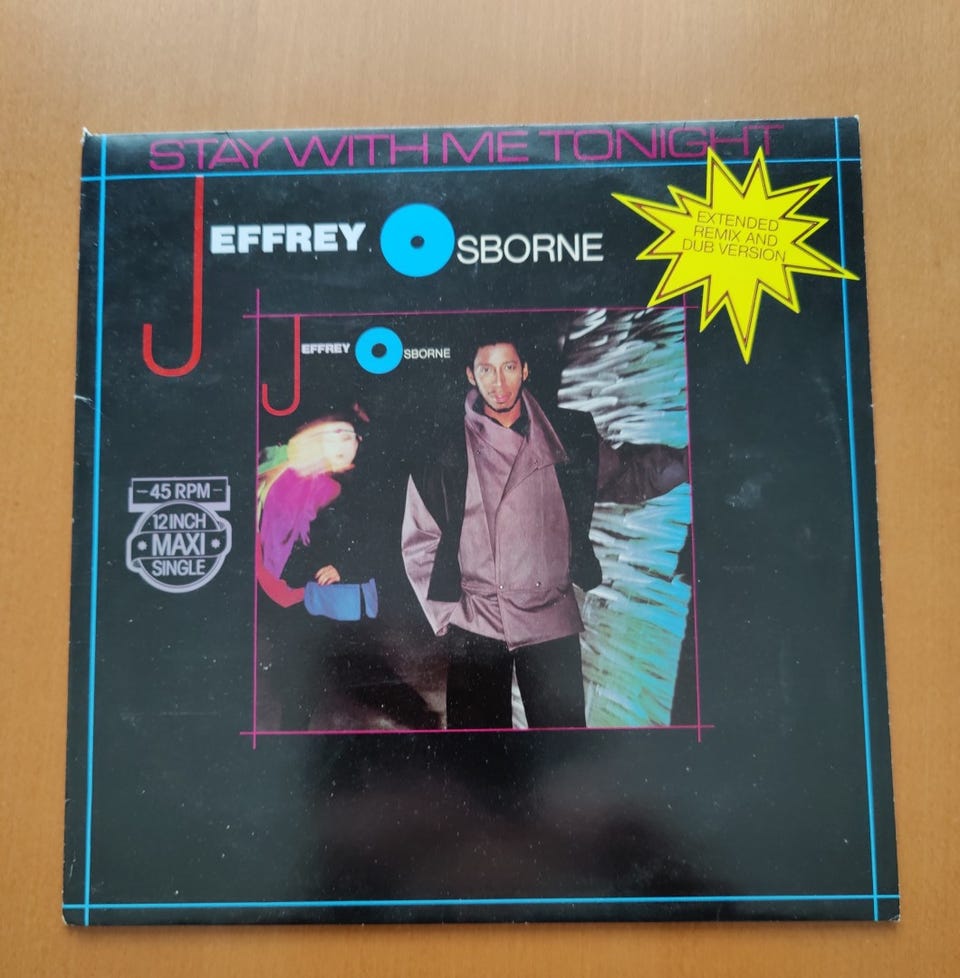 STAY WITH ME TONIGHT
JEFFREY OSBORNE
EXTENDED
REMIX AND
DUB VERSION
JEFFREY OSBORNE
45 RPM
12 INCH
MAXI
SINGLE